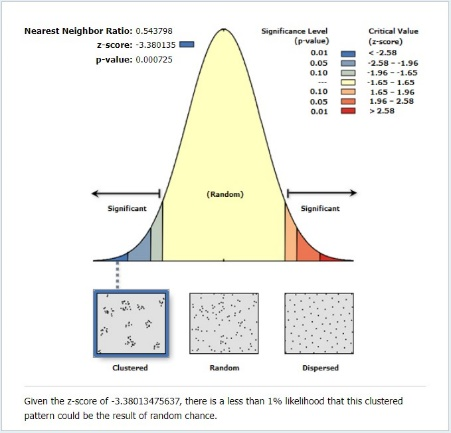 Nearest Neighbor Ratio: 0.543798
z-score: -3.380135
p-value: 0.000725
Significance Level
(p-value)
Critical Value
(z-score)
0.01 < -2.58
0.05 -2.58 - -1.96
0.10 -1.96 - -1.65
--- -1.65 - 1.65
0.10 1.65 - 1.96
0.05 1.96 - 2.58
0.01 > 2.58
(Random)
Significant Significant
Clustered Random Dispersed
Given the z-score of -3.38013475637, there is a less than 1% likelihood that this clustered
pattern could be the result of random chance.